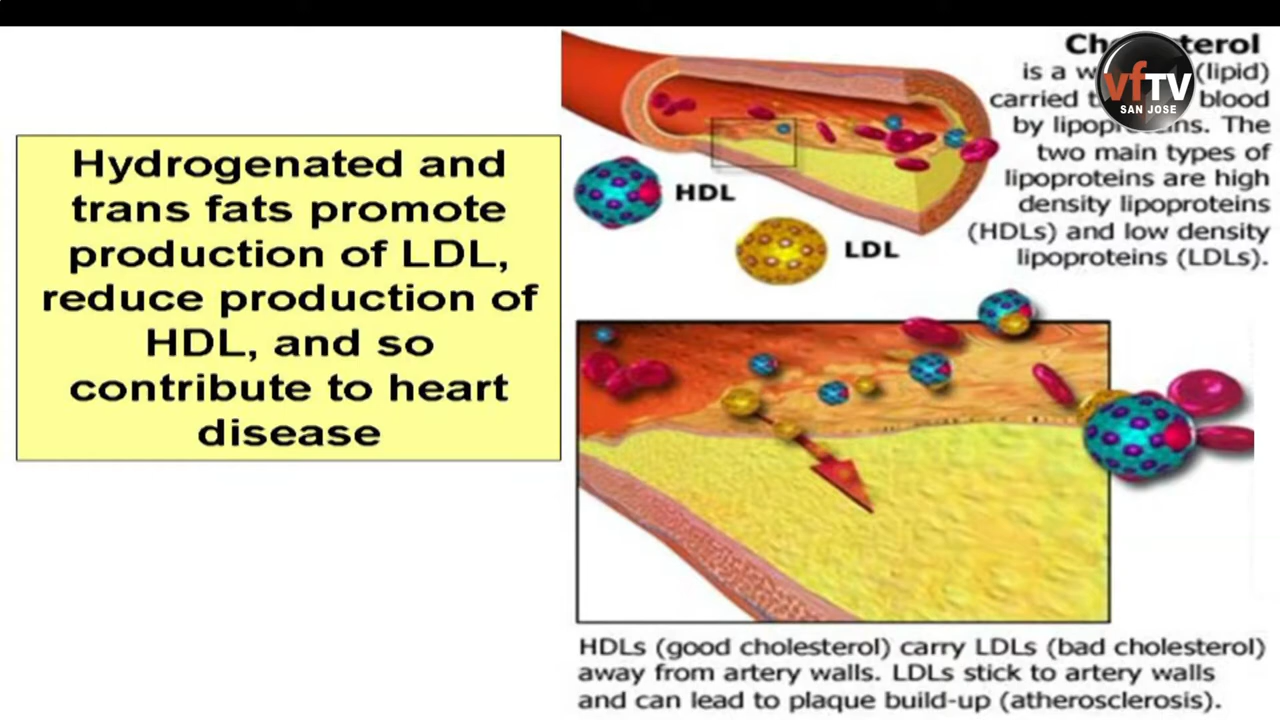 Hydrogenated and
trans fats promote
production of LDL,
reduce production of
HDL, and so
contribute to heart
disease
is a (lipid)
carried blood
by The
two main types of
lipoproteins are high
density lipoproteins
(HDLs) and low density
lipoproteins (LDLs).
vfTV
SAN JOSE
HDL
LDL
HDLs (good cholesterol) carry LDLs (bad cholesterol)
away from artery walls. LDLs stick to artery walls
and can lead to plaque build-up (atherosclerosis).